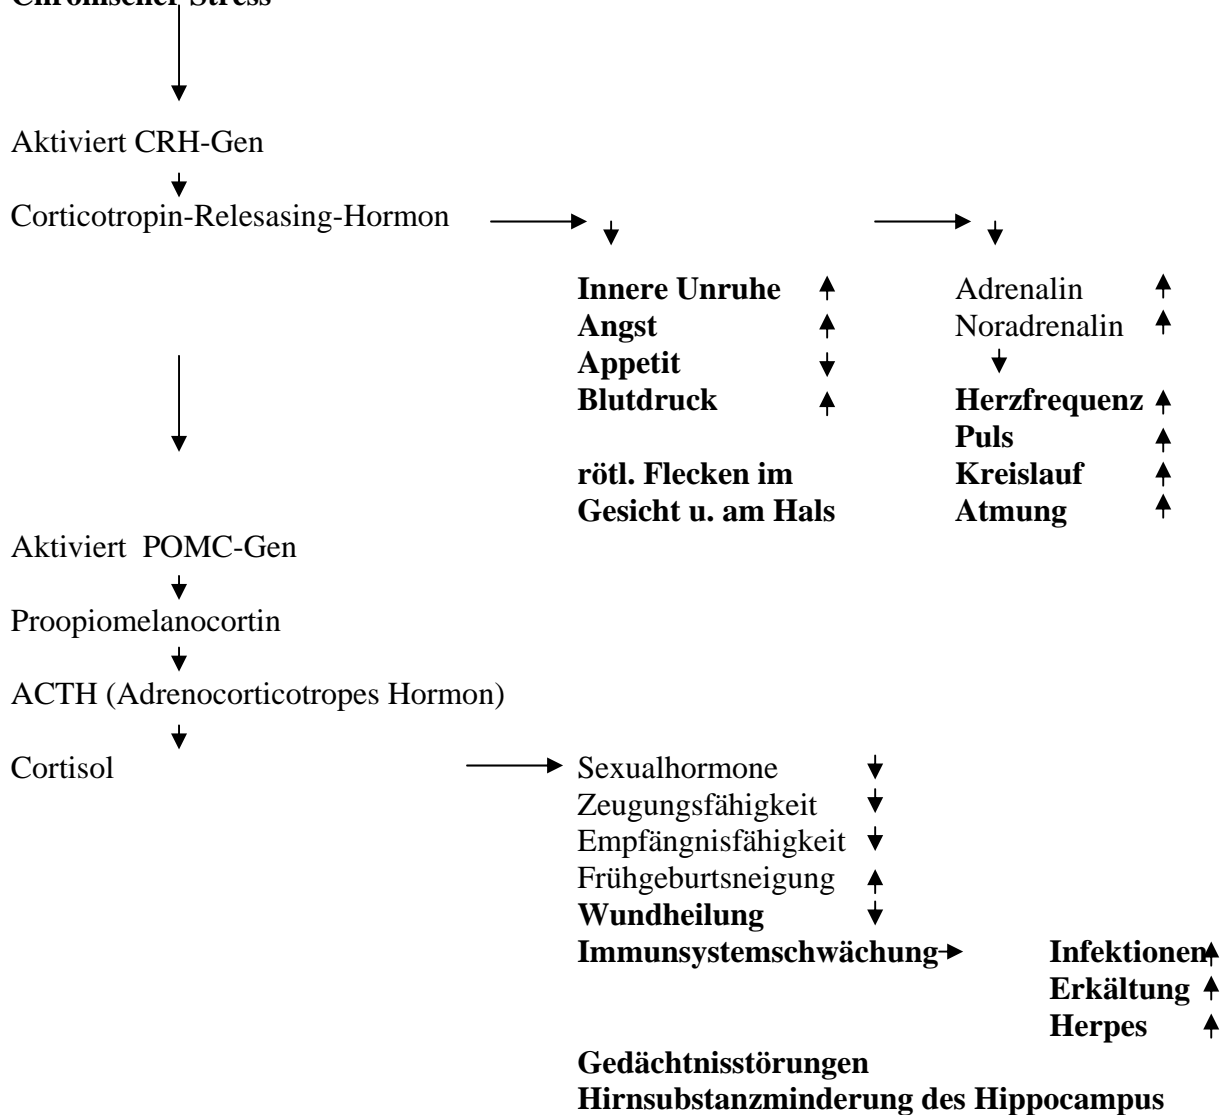 Chronischer Stress
Aktiviert CRH-Gen
Corticotropin-Relesasing-Hormon
Innere Unruhe
Angst
Appetit
Blutdruck
rötl. Flecken im
Gesicht u. am Hals
Adrenalin
Noradrenalin
Herzfrequenz
Puls
Kreislauf
Atmung
Aktiviert POMC-Gen
Proopiomelanocortin
ACTH (Adrenocorticotropes Hormon)
Cortisol
Sexualhormone
Zeugungsfähigkeit
Empfängnisfähigkeit
Frühgeburtsneigung
Wundheilung
Immunsystemschwächung
Infektionen
Erkältung
Herpes
Gedächtnisstörungen
Hirnsubstanzminderung des Hippocampus